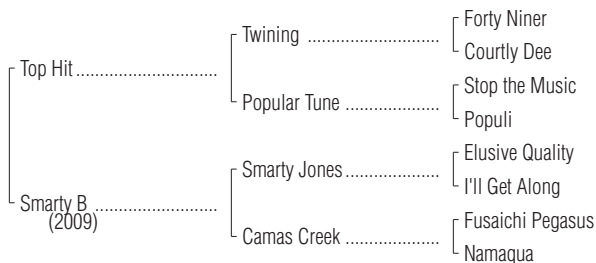 Forty Niner
Twining ......................
Courtly Dee
Top Hit..............................
Stop the Music
Popular Tune ....................
Populi
Elusive Quality
Smarty Jones....................
I'll Get Along
Smarty B ..........................
(2009)
Fusaichi Pegasus
Camas Creek ....................
Namaqua